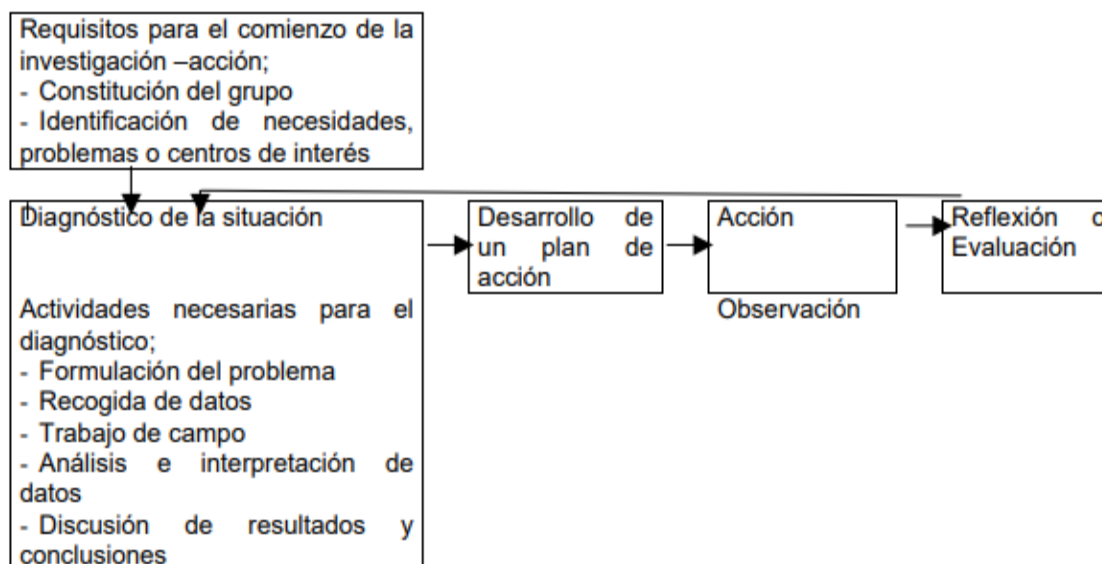 Requisitos para el comienzo de la
investigación –acción;
- Constitución del grupo
- Identificación de necesidades,
problemas o centros de interés
Diagnóstico de la situación
Actividades necesarias para el
diagnóstico;
- Formulación del problema
- Recogida de datos
- Trabajo de campo
- Análisis e interpretación de
datos
- Discusión de resultados y
conclusiones
Desarrollo de
un plan de
acción
Acción
Observación
Reflexión
Evaluación